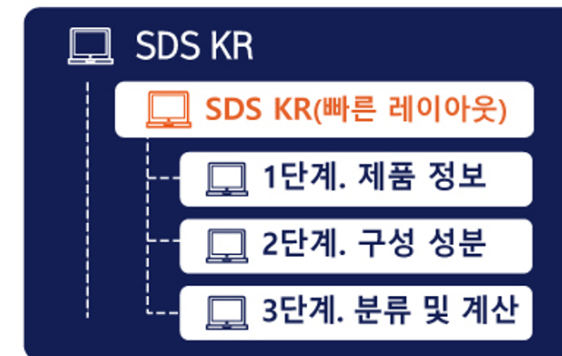 SDS KR
SDS KR(빠른 레이아웃)
1단계. 제품 정보
2단계. 구성 성분
3단계. 분류 및 계산